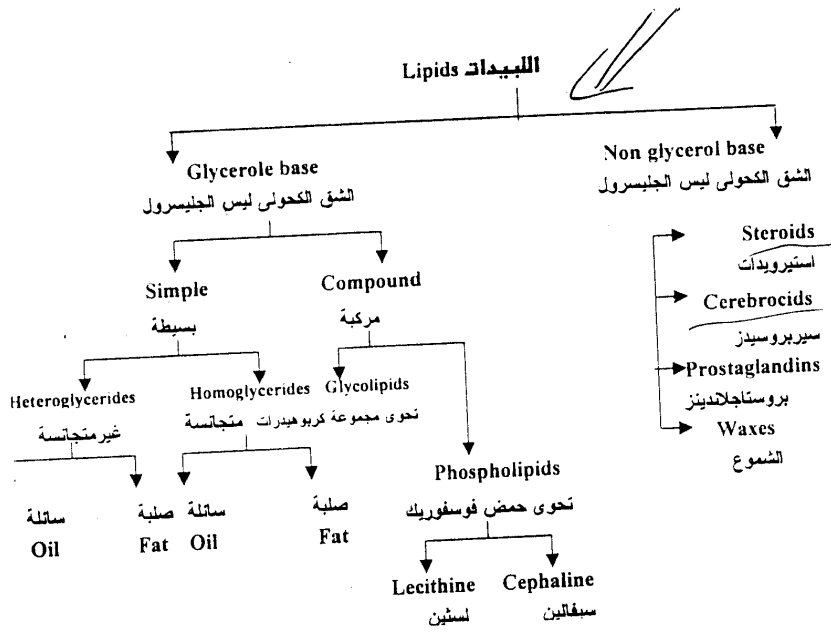 Lipids اللبيدات
Glycerole base
الشق الكحولى ليس الجليسرول
Non glycerol base
الشق الكحولى ليس الجليسرول
Simple
بسيطة
Compound
مركبة
Steroids
استيرويدات
Cerebrocids
سيربروسيدز
Prostaglandins
بروستاجلاندينز
Waxes
الشموع
Heteroglycerides
غيرمتجانسة
Homoglycerides
متجانسة
Glycolipids
تحوى مجموعة كربوهيدرات
Phospholipids
تحوى حمض فوسفوريك
سائلة
Oil
صلبة
Fat
سائلة
Oil
صلبة
Fat
Lecithine
لسثين
Cephaline
سيفالين